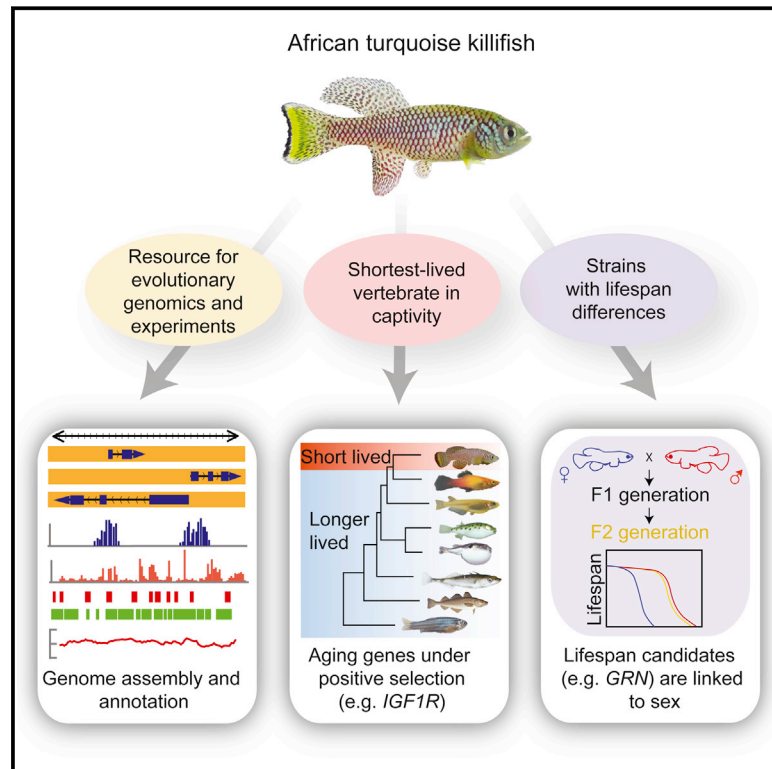 African turquoise killifish
Resource for
evolutionary
genomics and
experiments
Shortest-lived
vertebrate in
captivity
Strains
with lifespan
differences
Genome assembly and
annotation
Short lived
Longer
lived
Aging genes under
positive selection
(e.g. IGF1R)
♀ x ♂
F1 generation
F2 generation
Lifespan
Lifespan candidates
(e.g. GRN) are linked
to sex